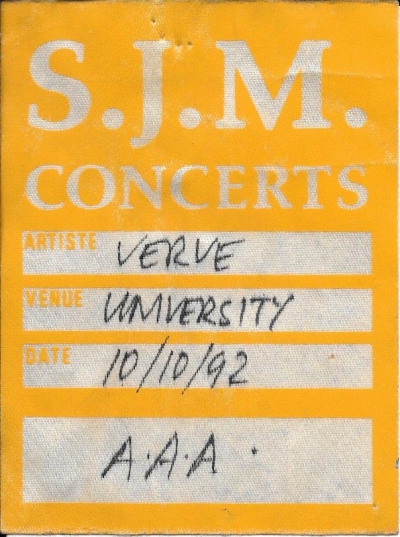 S.J.M.
CONCERTS
ARTISTE VERVE
VENUE UNIVERSITY
DATE 10/10/92
A.A.A.